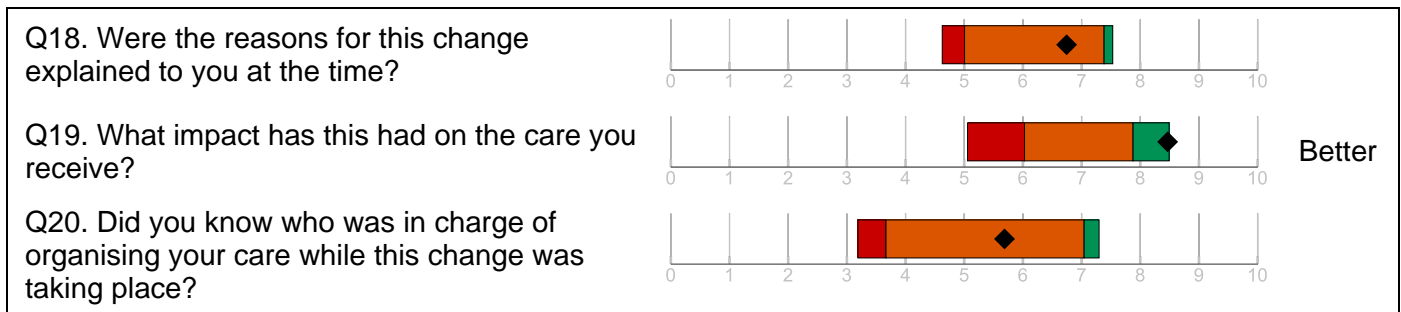 Q18. Were the reasons for this change
explained to you at the time?
0 1 2 3 4 5 6 7 8 9 10
Q19. What impact has this had on the care you
receive?
0 1 2 3 4 5 6 7 8 9 10
Better
Q20. Did you know who was in charge of
organising your care while this change was
taking place?
0 1 2 3 4 5 6 7 8 9 10